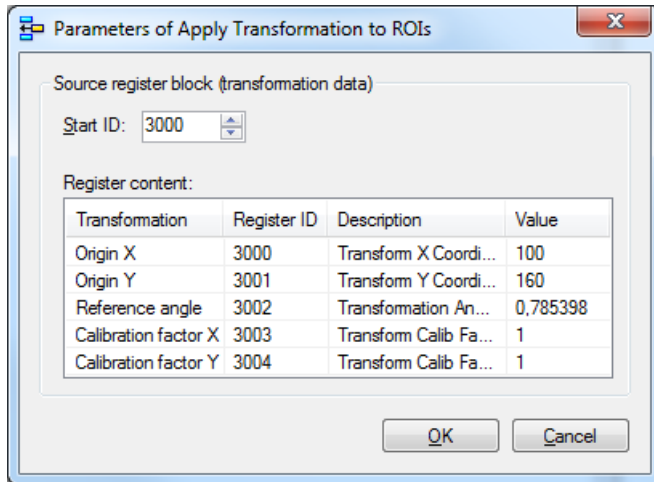 Parameters of Apply Transformation to ROIs
Source register block (transformation data)
Start ID: 3000
Register content:
Transformation Register ID Description Value
Origin X 3000 Transform X Coordi... 100
Origin Y 3001 Transform Y Coordi... 160
Reference angle 3002 Transformation An... 0,785398
Calibration factor X 3003 Transform Calib Fa... 1
Calibration factor Y 3004 Transform Calib Fa... 1
OK Cancel